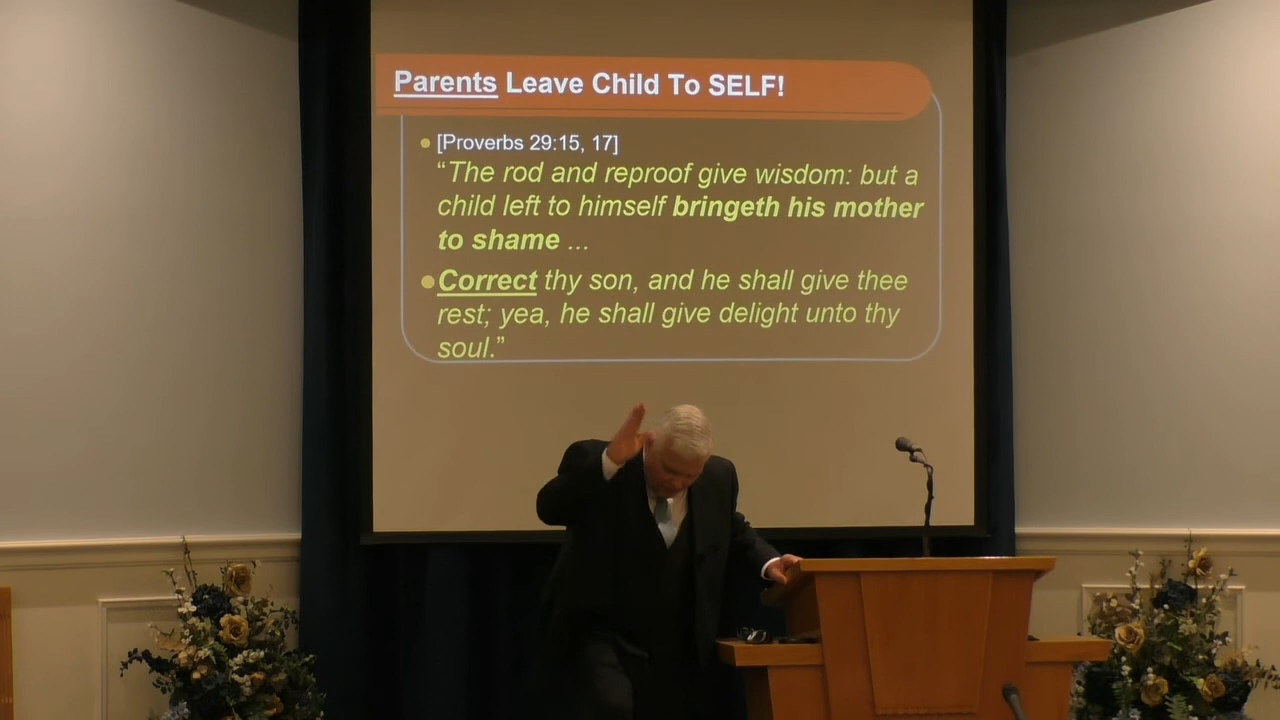 Parents Leave Child To SELF!
[Proverbs 29:15, 17]
“The rod and reproof give wisdom: but a
child left to himself bringeth his mother
to shame ...
Correct thy son, and he shall give thee
rest; yea, he shall give delight unto thy
soul.”